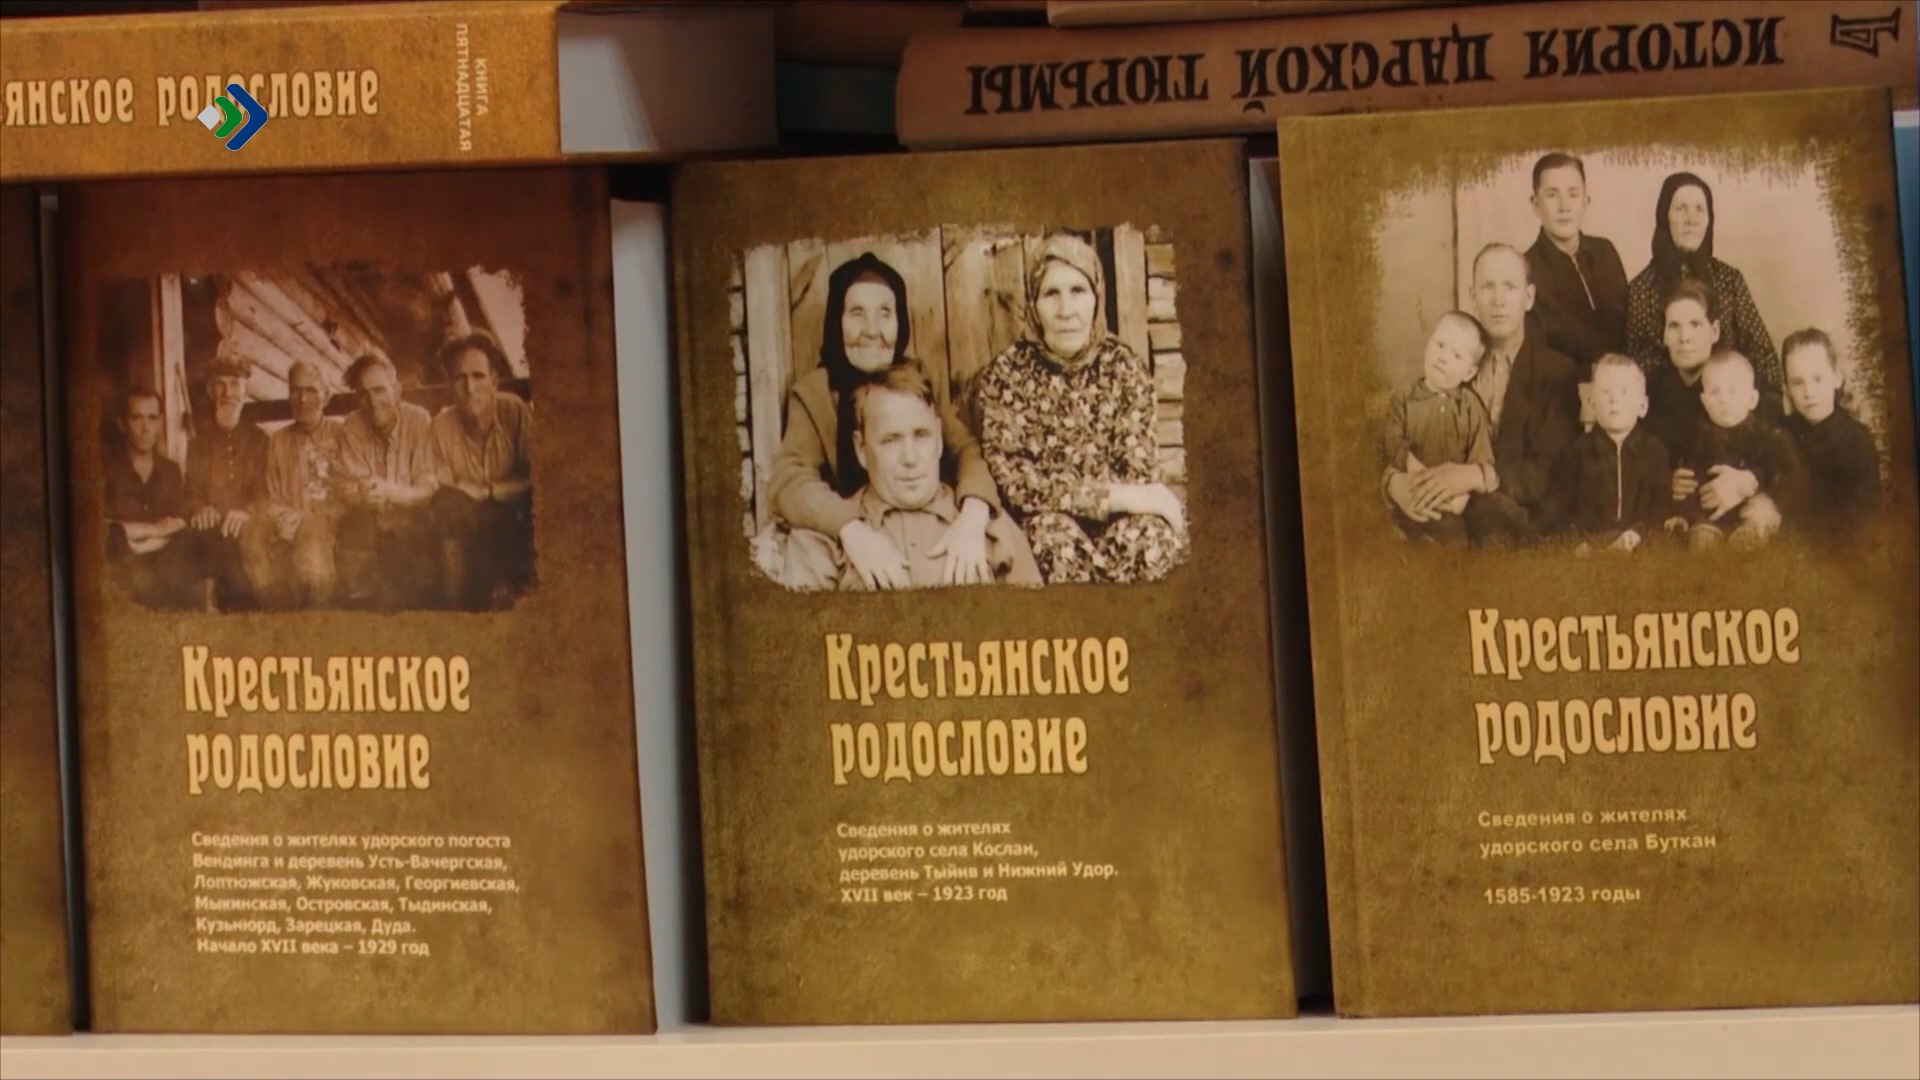 янское родословие
КНИГА
ПЯТНАДЦАТАЯ
ИСТОРИЯ ЦАРСКОЙ ТЮРЬМЫ 4
Крестьянское
родословие
Сведения о жителях удорского погоста
Вендинга и деревень Усть-Вачергская,
Лоптюжская, Жуковская, Георгиевская,
Мыкинская, Островская, Тыдинская,
Кузьнюрд, Зарецкая, Дуда.
Начало XVII века – 1929 год
Крестьянское
родословие
Сведения о жителях
удорского села Кослан,
деревень Тыйив и Нижний Удор.
XVII век – 1923 год
Крестьянское
родословие
Сведения о жителях
удорского села Буткан
1585-1923 годы